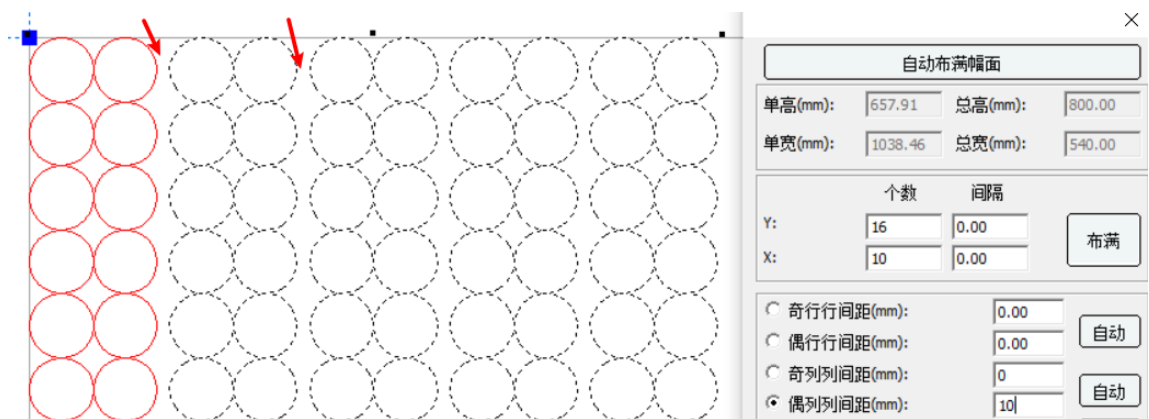 自动布满幅面
单高(mm): 657.91 总高(mm): 800.00
单宽(mm): 1038.46 总宽(mm): 540.00
个数 间隔
Y: 16 0.00
布满
X: 10 0.00
奇行行间距(mm): 0.00
自动
偶行行间距(mm): 0.00
奇列列间距(mm): 0
自动
偶列列间距(mm): 10